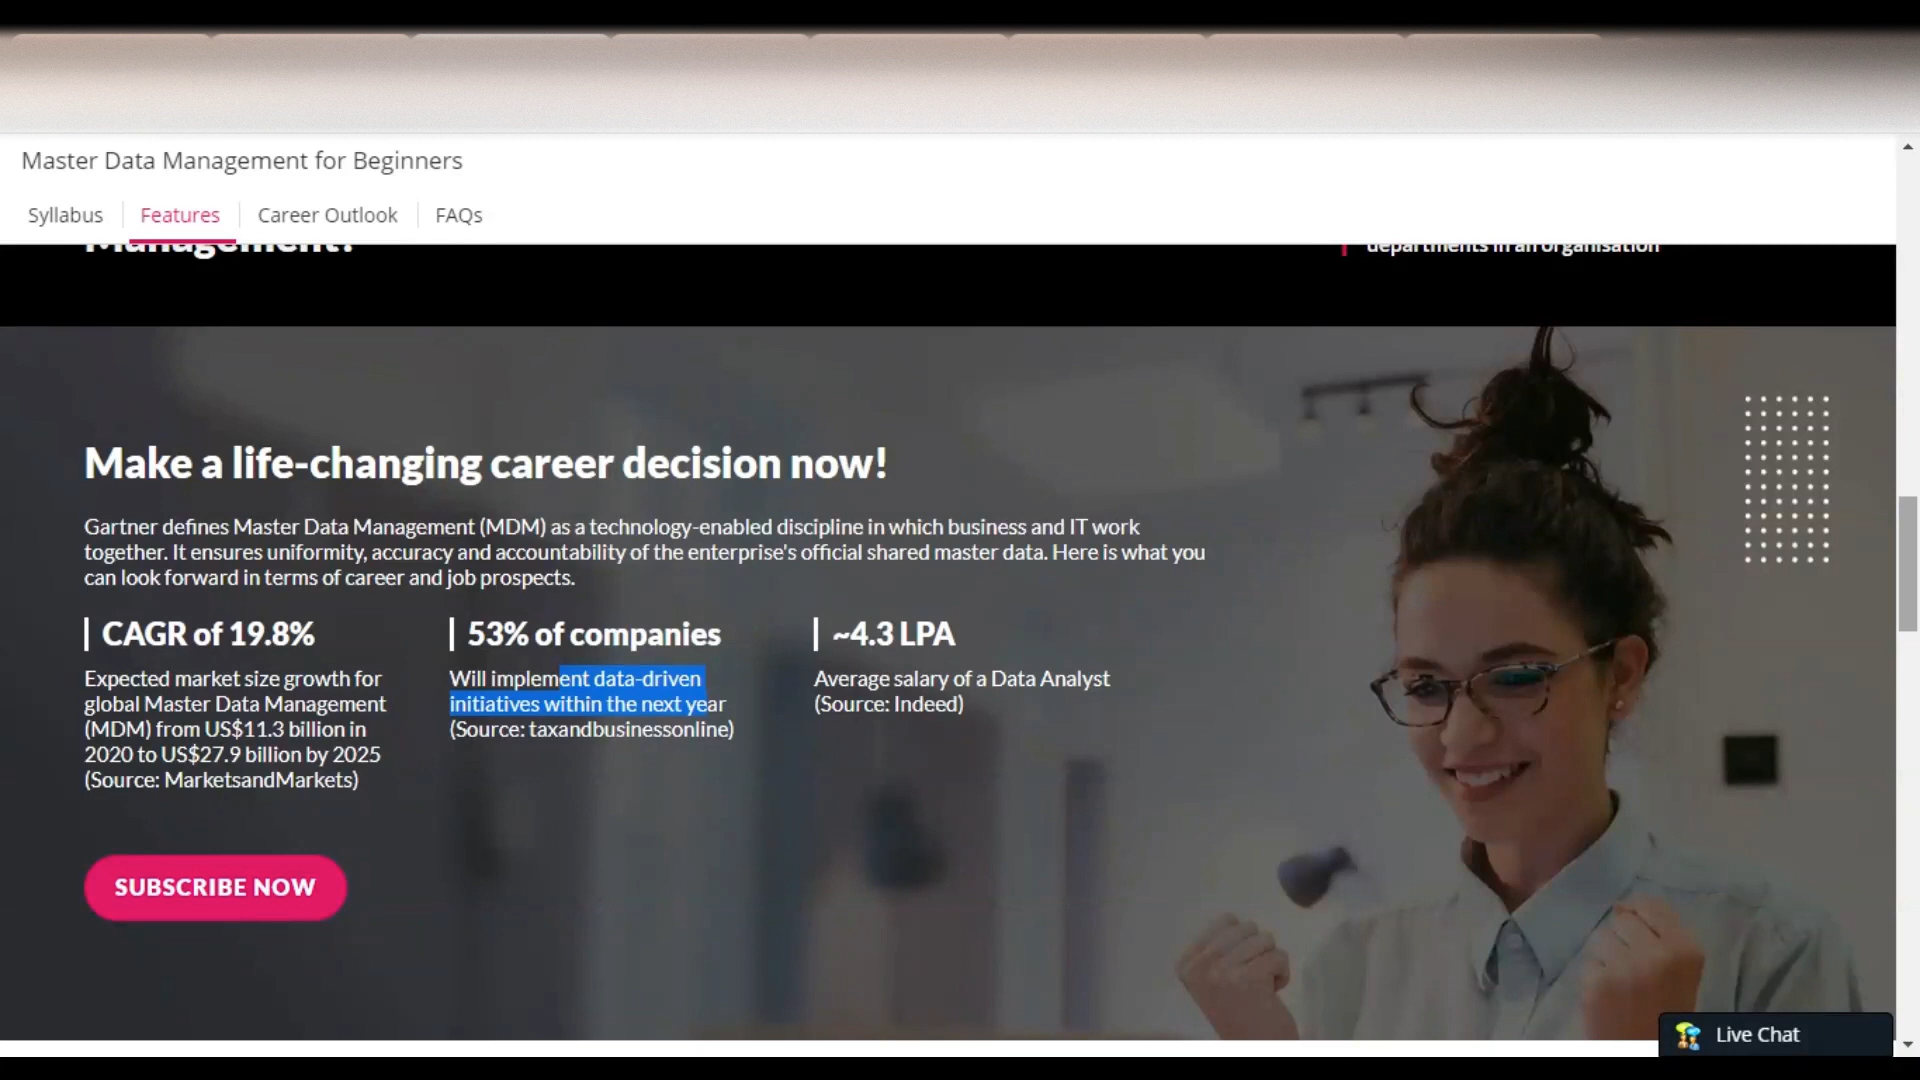 Master Data Management for Beginners
Syllabus
Features
Career Outlook
FAQs
Management?
departments in an organisation
Make a life-changing career decision now!
Gartner defines Master Data Management (MDM) as a technology-enabled discipline in which business and IT work
together. It ensures uniformity, accuracy and accountability of the enterprise's official shared master data. Here is what you
can look forward in terms of career and job prospects.
CAGR of 19.8%
Expected market size growth for
global Master Data Management
(MDM) from US$11.3 billion in
2020 to US$27.9 billion by 2025
(Source: MarketsandMarkets)
53% of companies
Will implement data-driven
initiatives within the next year
(Source: taxandbusinessonline)
~4.3 LPA
Average salary of a Data Analyst
(Source: Indeed)
SUBSCRIBE NOW
Live Chat